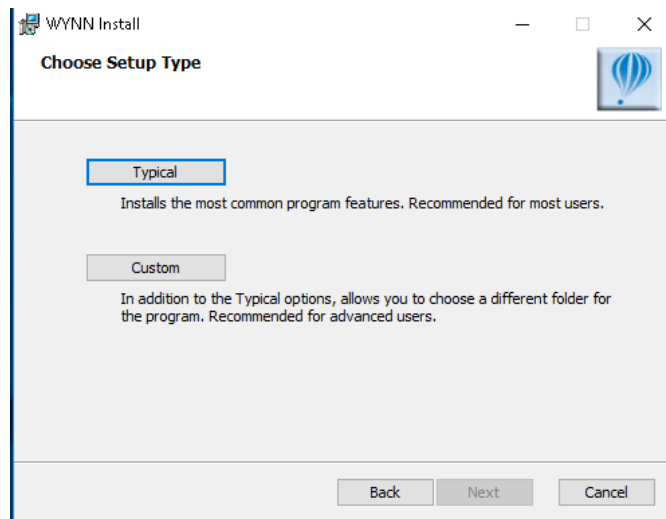 WYNN Install
Choose Setup Type
Typical
Installs the most common program features. Recommended for most users.
Custom
In addition to the Typical options, allows you to choose a different folder for
the program. Recommended for advanced users.
Back Next Cancel